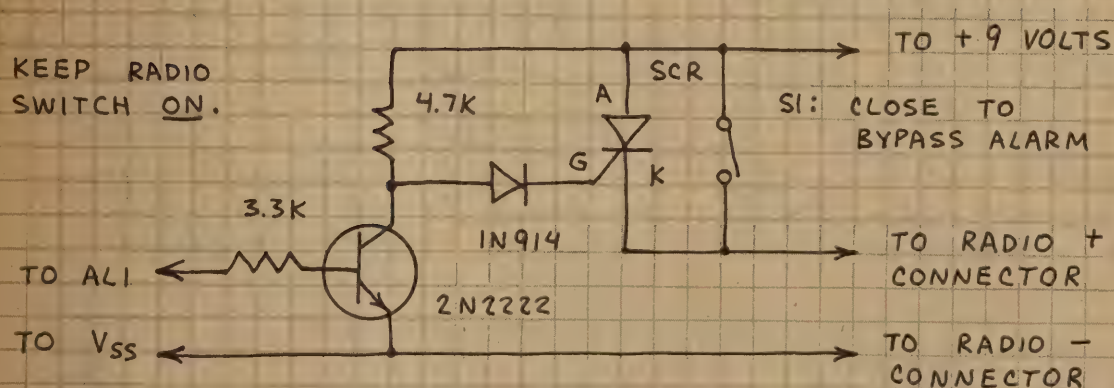 KEEP RADIO
SWITCH ON.
4.7K
SCR
A
G
K
TO + 9 VOLTS
S1: CLOSE TO
BYPASS ALARM
3.3K
1N914
2N2222
TO AL1
TO VSS
TO RADIO +
CONNECTOR
TO RADIO -
CONNECTOR